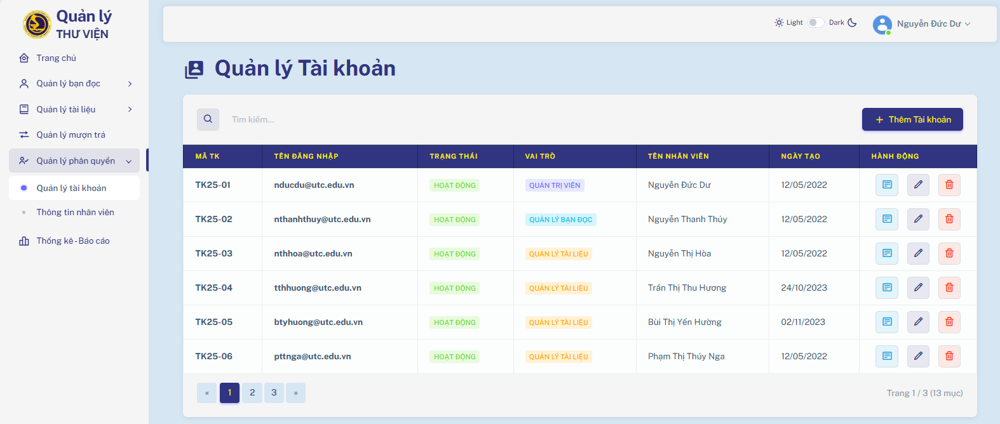 Quản lý
THƯ VIỆN
Trang chủ
Quản lý bạn đọc
Quản lý tài liệu
Quản lý mượn trả
Quản lý phân quyền
Quản lý tài khoản
Thông tin nhân viên
Thống kê - Báo cáo
Light Dark Nguyễn Đức Dư
Quản lý Tài khoản
Tìm kiếm... + Thêm Tài khoản
MÃ TK TÊN ĐĂNG NHẬP TRẠNG THÁI VAI TRÒ TÊN NHÂN VIÊN NGÀY TẠO HÀNH ĐỘNG
TK25-01 nducdu@utc.edu.vn HOẠT ĐỘNG QUẢN TRỊ VIÊN Nguyễn Đức Dư 12/05/2022
TK25-02 nthanhthuy@utc.edu.vn HOẠT ĐỘNG QUẢN LÝ BẠN ĐỌC Nguyễn Thanh Thúy 12/05/2022
TK25-03 nthhoa@utc.edu.vn HOẠT ĐỘNG QUẢN LÝ TÀI LIỆU Nguyễn Thị Hòa 12/05/2022
TK25-04 tthhuong@utc.edu.vn HOẠT ĐỘNG QUẢN LÝ TÀI LIỆU Trần Thị Thu Hương 24/10/2023
TK25-05 btyhuong@utc.edu.vn HOẠT ĐỘNG QUẢN LÝ TÀI LIỆU Bùi Thị Yến Hường 02/11/2023
TK25-06 pttnga@utc.edu.vn HOẠT ĐỘNG QUẢN LÝ TÀI LIỆU Phạm Thị Thúy Nga 12/05/2022
« 1 2 3 » Trang 1 / 3 (13 mục)